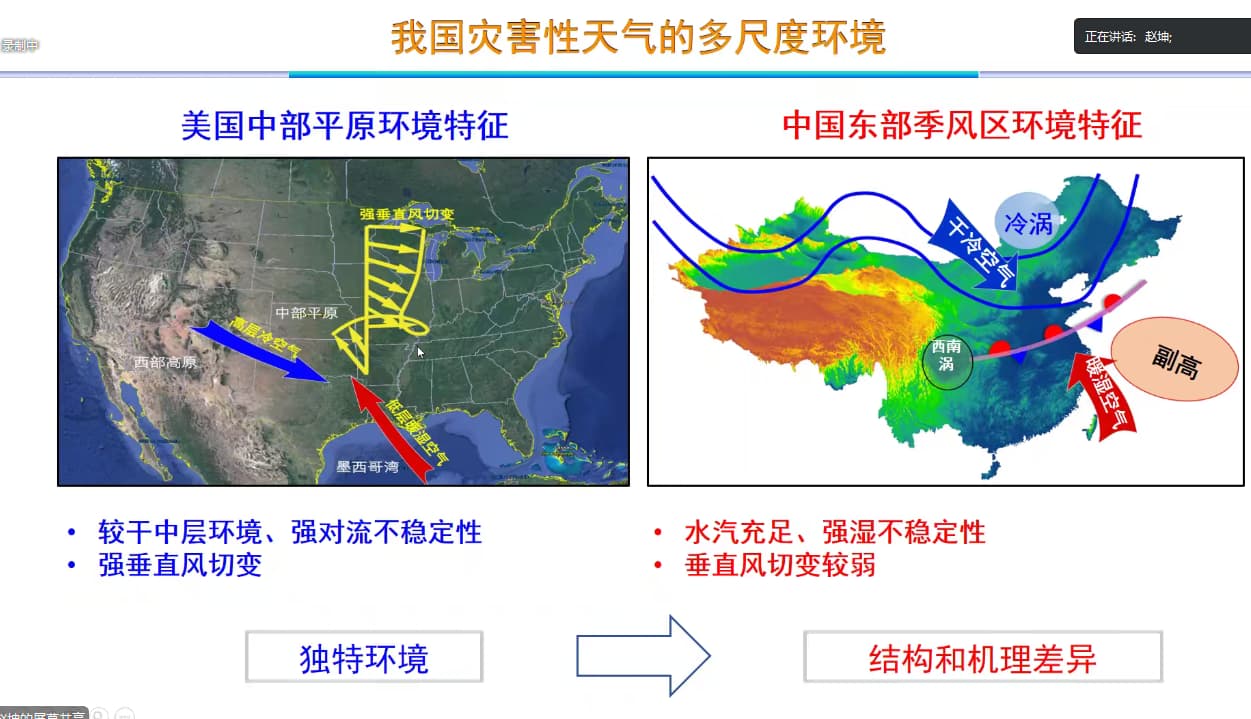 我国灾害性天气的多尺度环境
录制中
正在讲话: 赵坤;
美国中部平原环境特征
中国东部季风区环境特征
强垂直风切变
中部平原
高层冷空气
西部高原
低层暖湿空气
墨西哥湾
冷涡
干冷空气
西南
涡
副高
暖湿空气
• 较干中层环境、强对流不稳定性
• 强垂直风切变
• 水汽充足、强湿不稳定性
• 垂直风切变较弱
独特环境
结构和机理差异
赵坤的屏幕共享